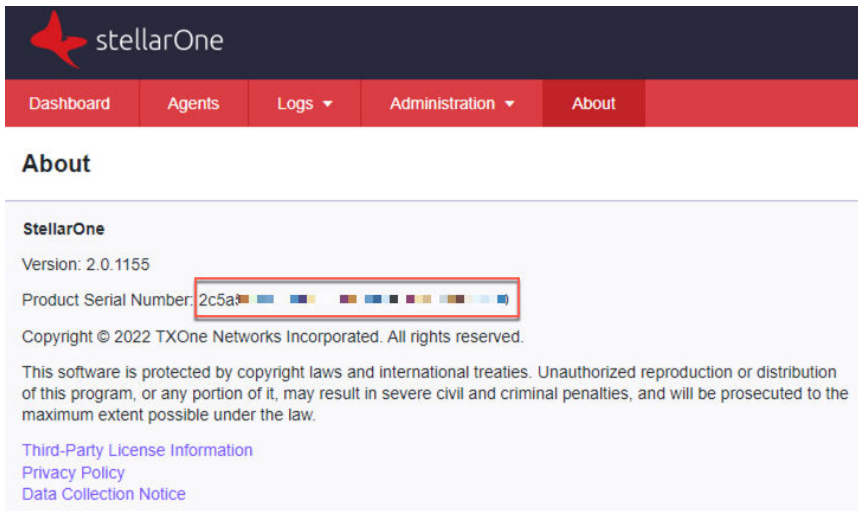 stellarOne
Dashboard Agents Logs Administration About
About
StellarOne
Version: 2.0.1155
Product Serial Number: 2c5a
Copyright © 2022 TXOne Networks Incorporated. All rights reserved.
This software is protected by copyright laws and international treaties. Unauthorized reproduction or distribution
of this program, or any portion of it, may result in severe civil and criminal penalties, and will be prosecuted to the
maximum extent possible under the law.
Third-Party License Information
Privacy Policy
Data Collection Notice